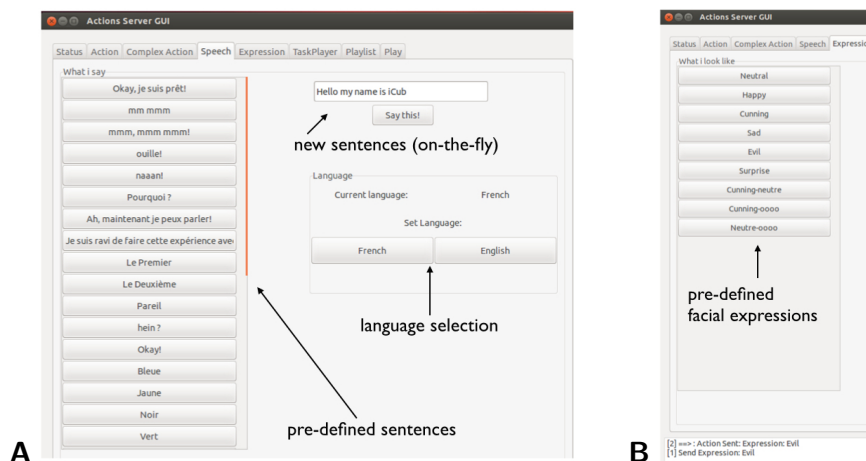 Actions Server GUI
Status Action Complex Action Speech Expression TaskPlayer Playlist Play
What i say
Okay, je suis prêt!
mm mmm
mmm, mmm mmm!
ouille!
naaan!
Pourquoi ?
Ah, maintenant je peux parler!
Je suis ravi de faire cette expérience ave
Le Premier
Le Deuxième
Pareil
hein ?
Okay!
Bleue
Jaune
Noir
Vert
Hello my name is iCub
Say this!
new sentences (on-the-fly)
Language
Current language: French
Set Language:
French English
language selection
pre-defined sentences
A
Actions Server GUI
Status Action Complex Action Speech Expressio
What i look like
Neutral
Happy
Cunning
Sad
Evil
Surprise
Cunning-neutre
Cunning-oooo
Neutre-oooo
pre-defined
facial expressions
[2] ==> : Action Sent: Expression: Evil
[1] Send Expression: Evil
B